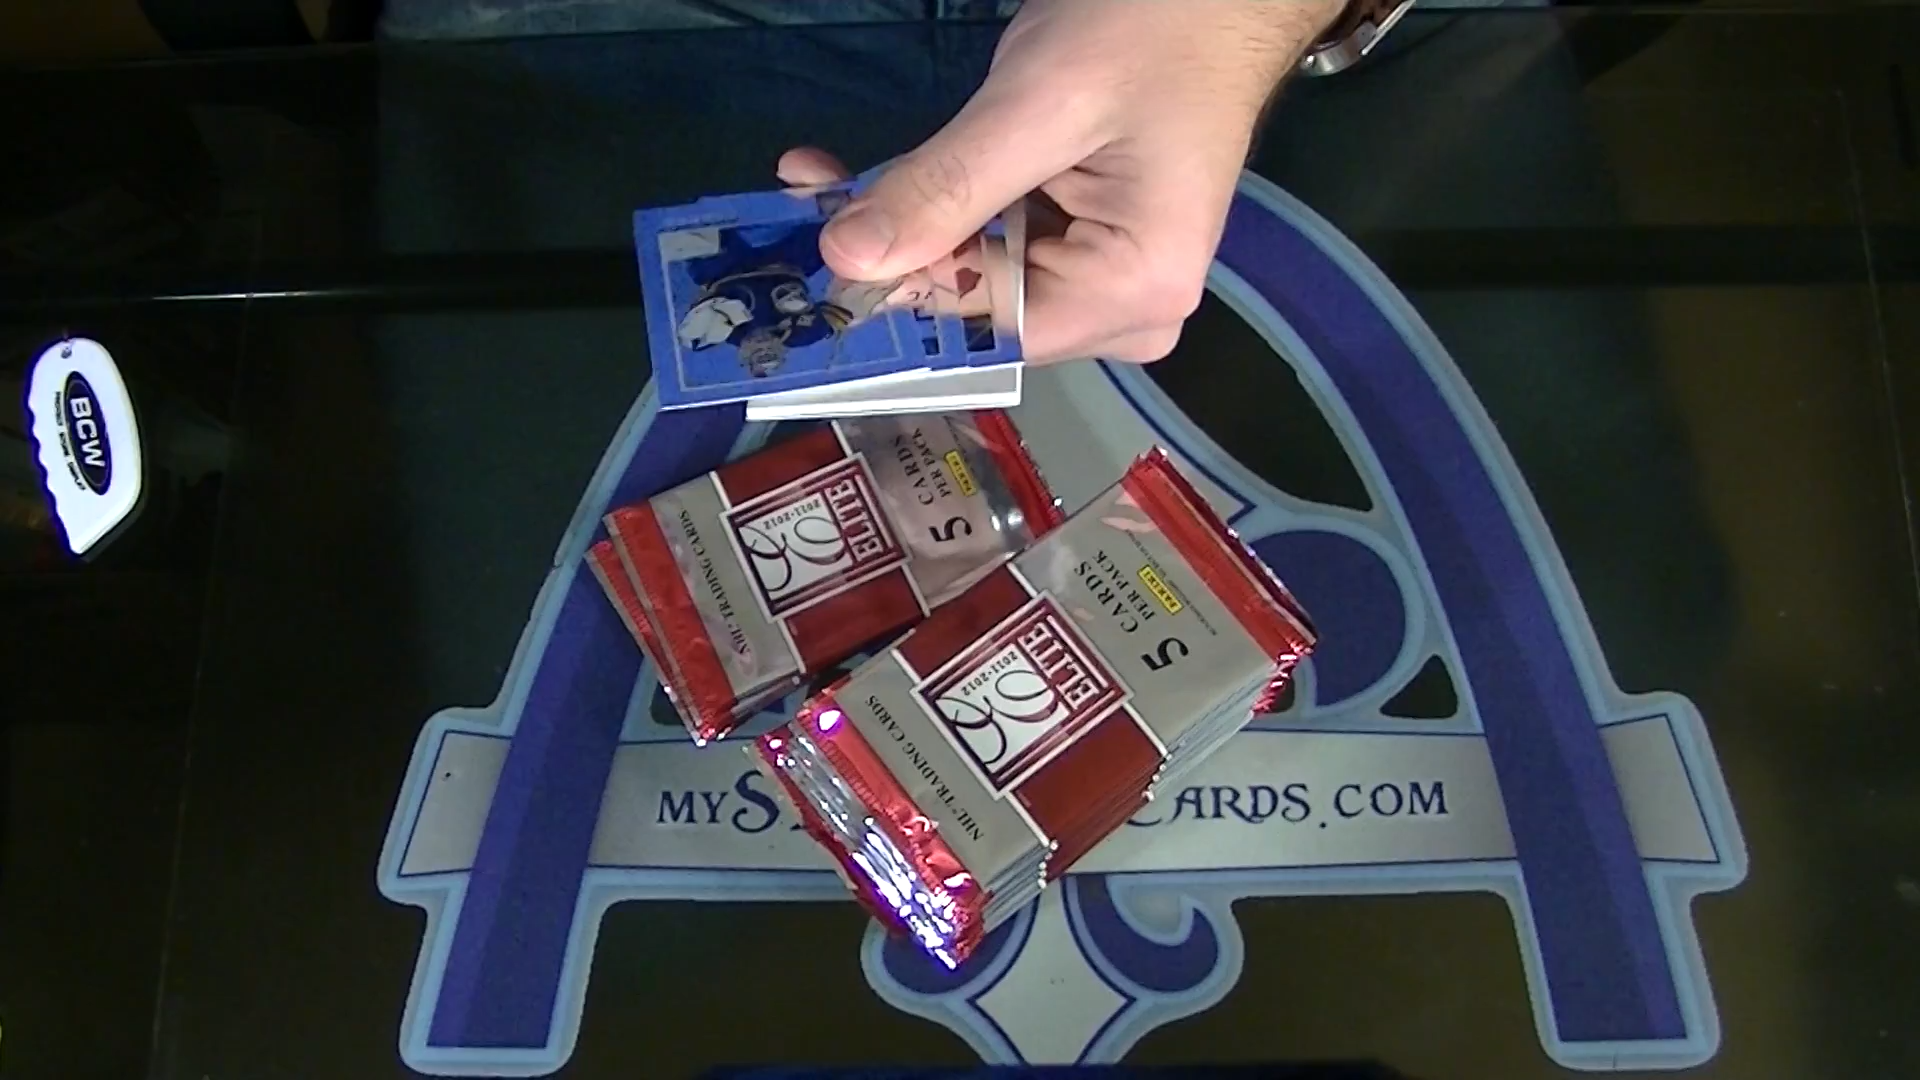 BCW
5 CARDS
PER PACK
PANINI
ELITE
2011-2012
NHL TRADING CARDS
5 CARDS
PER PACK
PANINI
ELITE
2011-2012
NHL TRADING CARDS
MYS
ARDS.COM